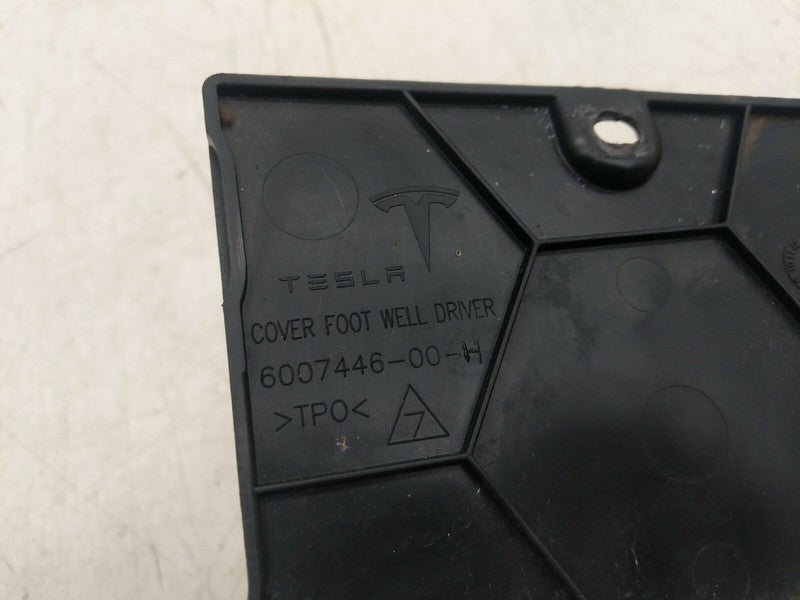 TESLA
COVER FOOT WELL DRIVER
6007446-00-H
>TPO<
7